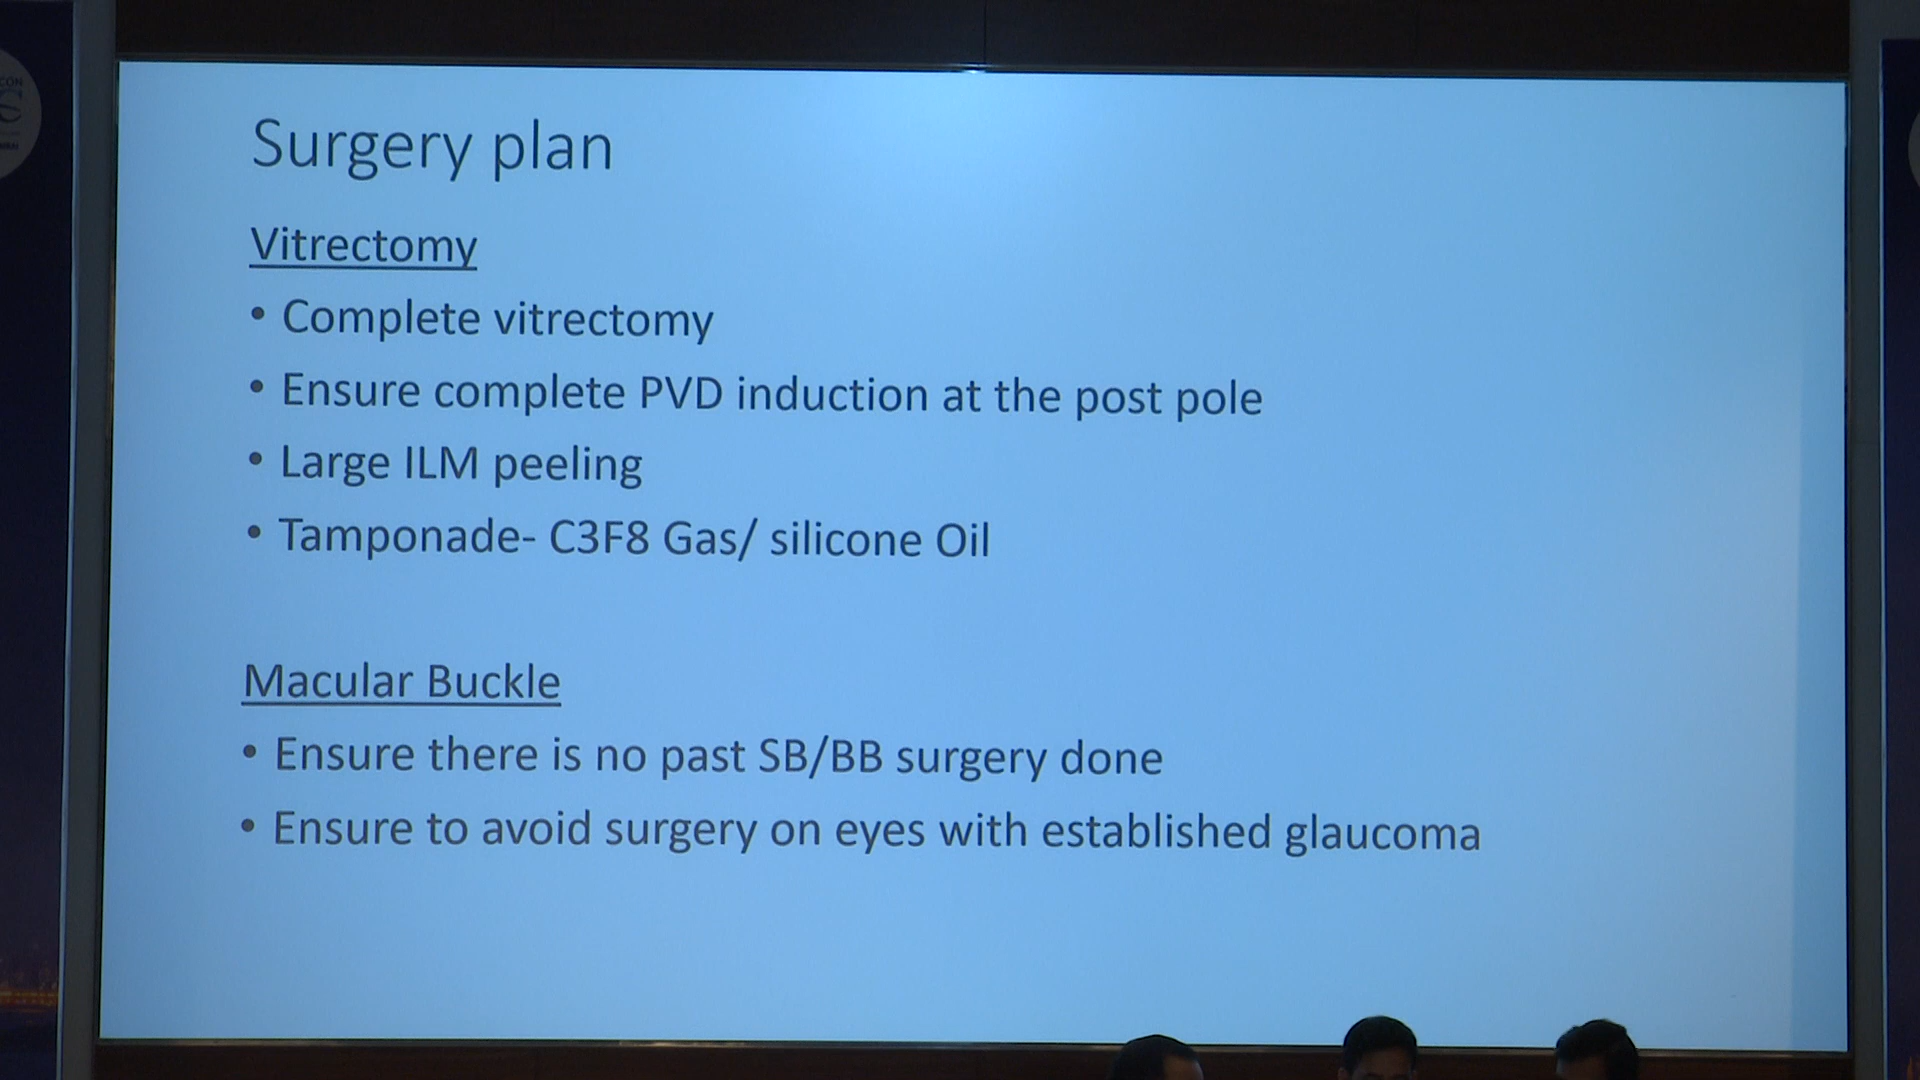 Surgery plan
Vitrectomy
• Complete vitrectomy
• Ensure complete PVD induction at the post pole
• Large ILM peeling
• Tamponade- C3F8 Gas/ silicone Oil
Macular Buckle
• Ensure there is no past SB/BB surgery done
• Ensure to avoid surgery on eyes with established glaucoma